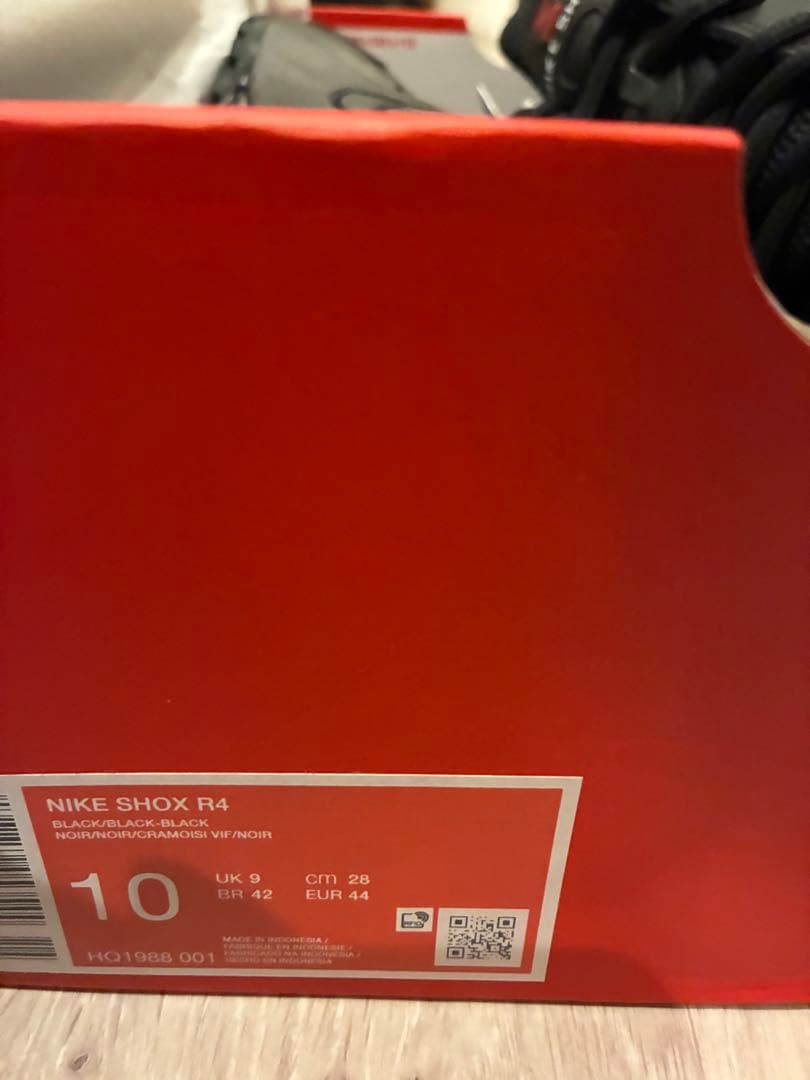 NIKE SHOX R4
BLACK/BLACK-BLACK
NOIR/NOIR/CRAMOISI VIF/NOIR
10
UK 9 cm 28
BR 42 EUR 44
HQ1988 001
MADE IN INDONESIA /
FABRIQUE EN INDONESIE /
FABRICADO NA INDONESIA /
HECHO EN INDONESIA